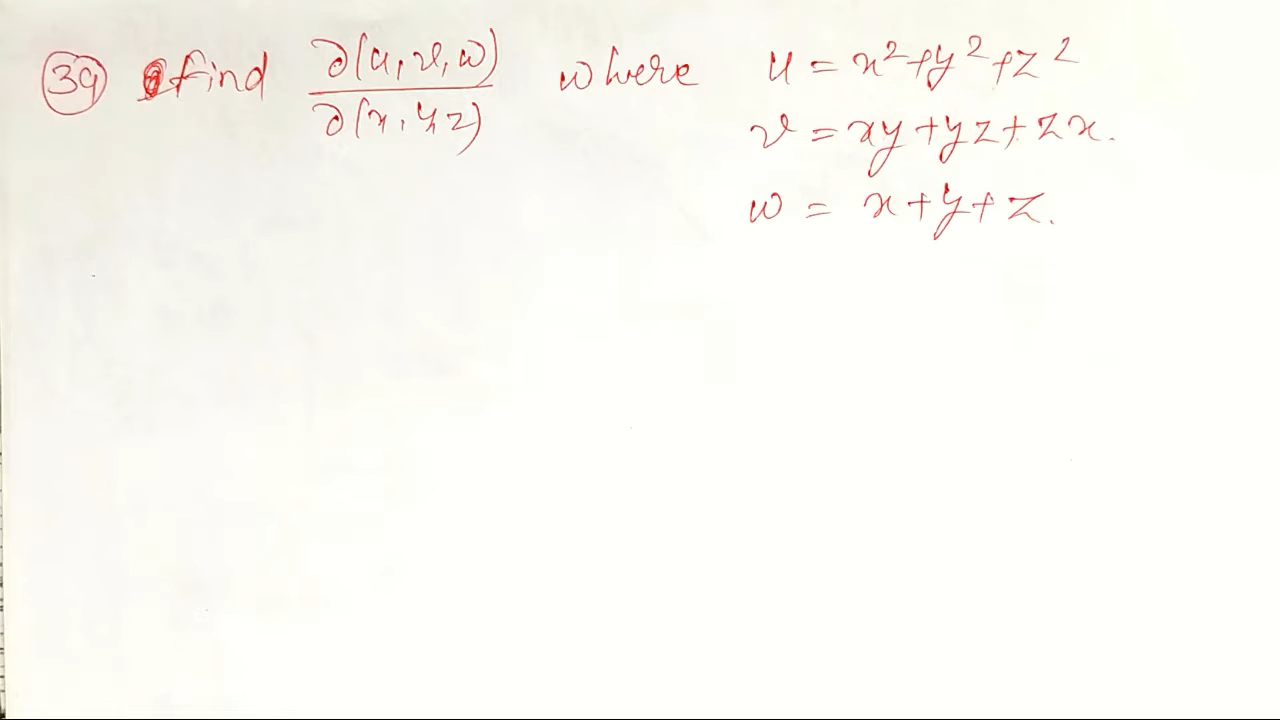 39 find ∂(u, v, w) / ∂(x, y, z) where u = x² + y² + z²
v = xy + yz + zx.
w = x + y + z.